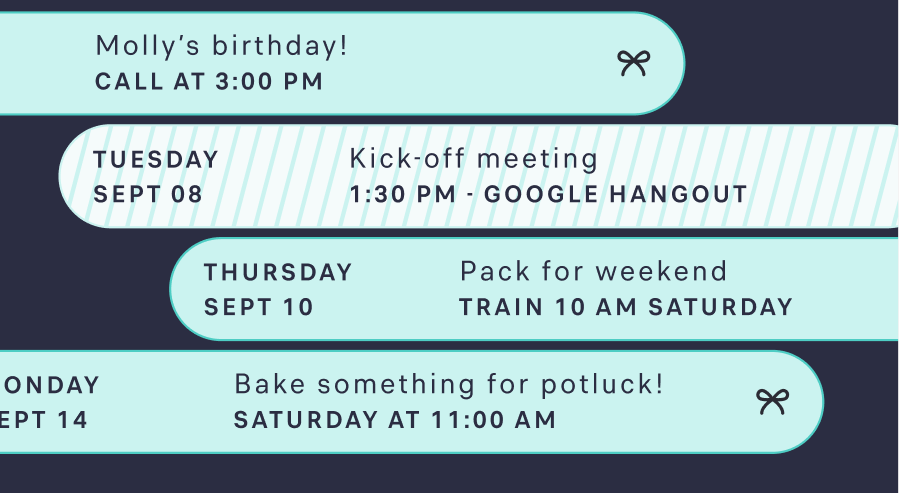 Molly's birthday!
CALL AT 3:00 PM
TUESDAY
SEPT 08
Kick-off meeting
1:30 PM - GOOGLE HANGOUT
THURSDAY
SEPT 10
Pack for weekend
TRAIN 10 AM SATURDAY
ONDAY
EPT 14
Bake something for potluck!
SATURDAY AT 11:00 AM